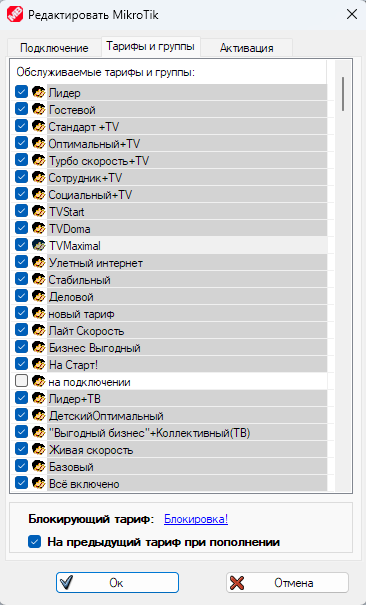 Редактировать MikroTik
Подключение
Тарифы и группы
Активация
Обслуживаемые тарифы и группы:
Лидер
Гостевой
Стандарт +TV
Оптимальный+TV
Турбо скорость+TV
Сотрудник+TV
Социальный+TV
TVStart
TVDoma
TVMaximal
Улетный интернет
Стабильный
Деловой
новый тариф
Лайт Скорость
Бизнес Выгодный
На Старт!
на подключении
Лидер+ТВ
ДетскийОптимальный
"Выгодный бизнес"+Коллективный(ТВ)
Живая скорость
Базовый
Всё включено
Блокирующий тариф: Блокировка!
На предыдущий тариф при пополнении
Ок
Отмена